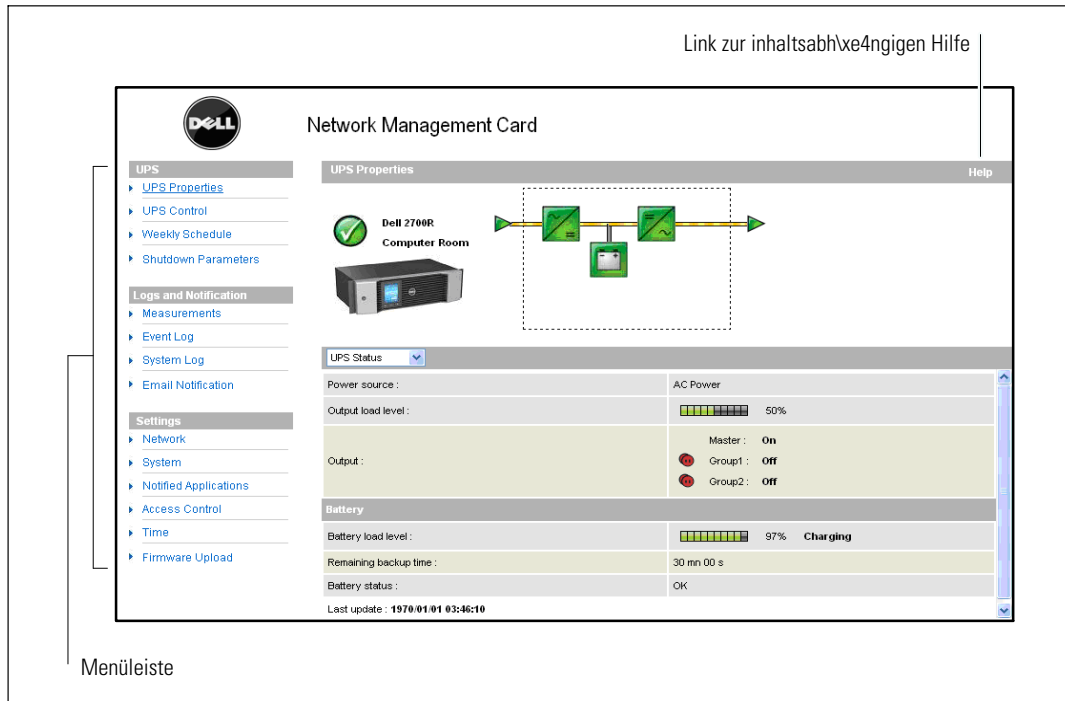 Link zur inhaltsabh\xe4ngigen Hilfe
DELL
Network Management Card
UPS
UPS Properties
UPS Control
Weekly Schedule
Shutdown Parameters
Logs and Notification
Measurements
Event Log
System Log
Email Notification
Settings
Network
System
Notified Applications
Access Control
Time
Firmware Upload
UPS Properties Help
Dell 2700R
Computer Room
UPS Status
Power source : AC Power
Output load level : 50%
Output :
Master : On
Group1 : Off
Group2 : Off
Battery
Battery load level : 97% Charging
Remaining backup time : 30 mn 00 s
Battery status : OK
Last update : 1970/01/01 03:46:10
Menüleiste